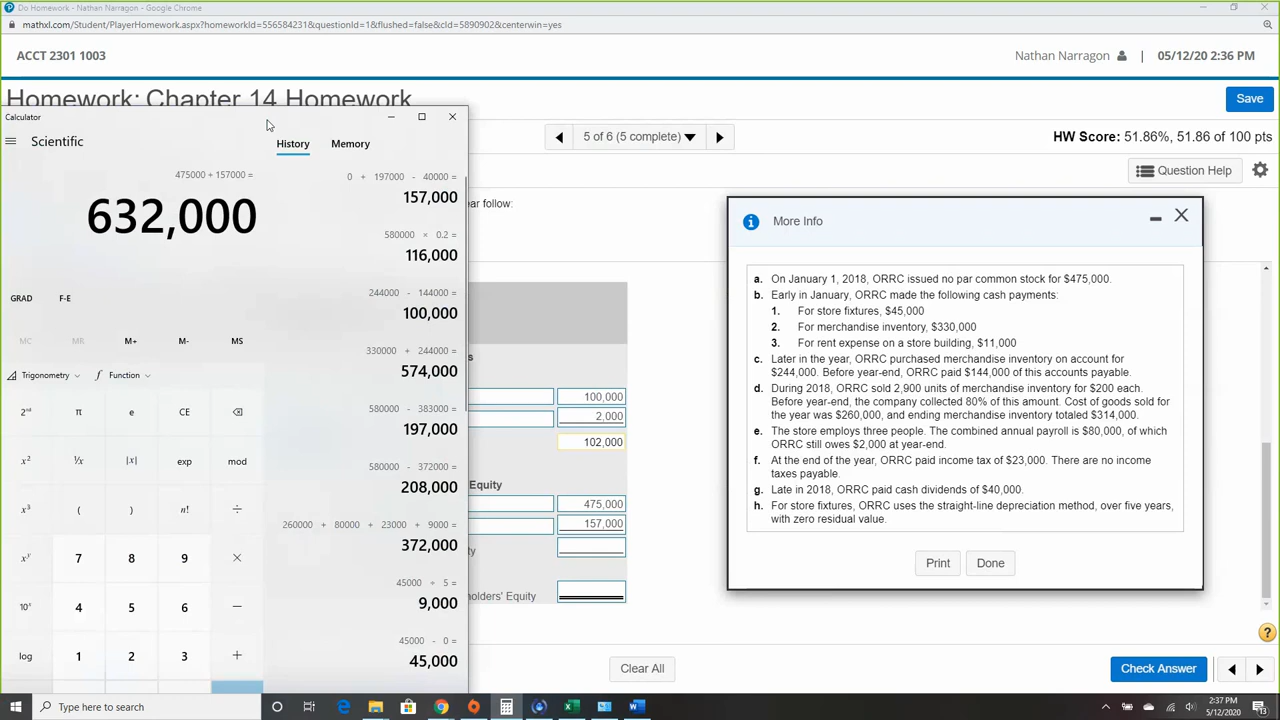 Do Homework - Nathan Narragon - Google Chrome
mathxl.com/Student/PlayerHomework.aspx?homeworkId=556584231&questionId=1&flushed=false&cId=5890902&centerwin=yes
ACCT 2301 1003
Nathan Narragon
05/12/20 2:36 PM
Homework: Chapter 14 Homework
Save
5 of 6 (5 complete)
HW Score: 51.86%, 51.86 of 100 pts
Question Help
ear follow:
Calculator
Scientific
475000 + 157000 =
632,000
GRAD
F-E
MC
MR
M+
M-
MS
Trigonometry
Function
2ⁿᵈ
π
e
CE
x²
¹/x
|x|
exp
mod
x³
(
)
n!
÷
xʸ
7
8
9
×
10ˣ
4
5
6
−
log
1
2
3
+
History
Memory
0 + 197000 - 40000 =
157,000
580000 × 0.2 =
116,000
244000 - 144000 =
100,000
330000 + 244000 =
574,000
580000 - 383000 =
197,000
580000 - 372000 =
208,000
260000 + 80000 + 23000 + 9000 =
372,000
45000 ÷ 5 =
9,000
45000 - 0 =
45,000
s
100,000
2,000
102,000
Equity
475,000
157,000
ty
holders' Equity
More Info
a. On January 1, 2018, ORRC issued no par common stock for $475,000.
b. Early in January, ORRC made the following cash payments:
1. For store fixtures, $45,000
2. For merchandise inventory, $330,000
3. For rent expense on a store building, $11,000
c. Later in the year, ORRC purchased merchandise inventory on account for
$244,000. Before year-end, ORRC paid $144,000 of this accounts payable.
d. During 2018, ORRC sold 2,900 units of merchandise inventory for $200 each.
Before year-end, the company collected 80% of this amount. Cost of goods sold for
the year was $260,000, and ending merchandise inventory totaled $314,000.
e. The store employs three people. The combined annual payroll is $80,000, of which
ORRC still owes $2,000 at year-end.
f. At the end of the year, ORRC paid income tax of $23,000. There are no income
taxes payable.
g. Late in 2018, ORRC paid cash dividends of $40,000.
h. For store fixtures, ORRC uses the straight-line depreciation method, over five years,
with zero residual value.
Print
Done
Clear All
Check Answer
?
Type here to search
2:37 PM
5/12/2020